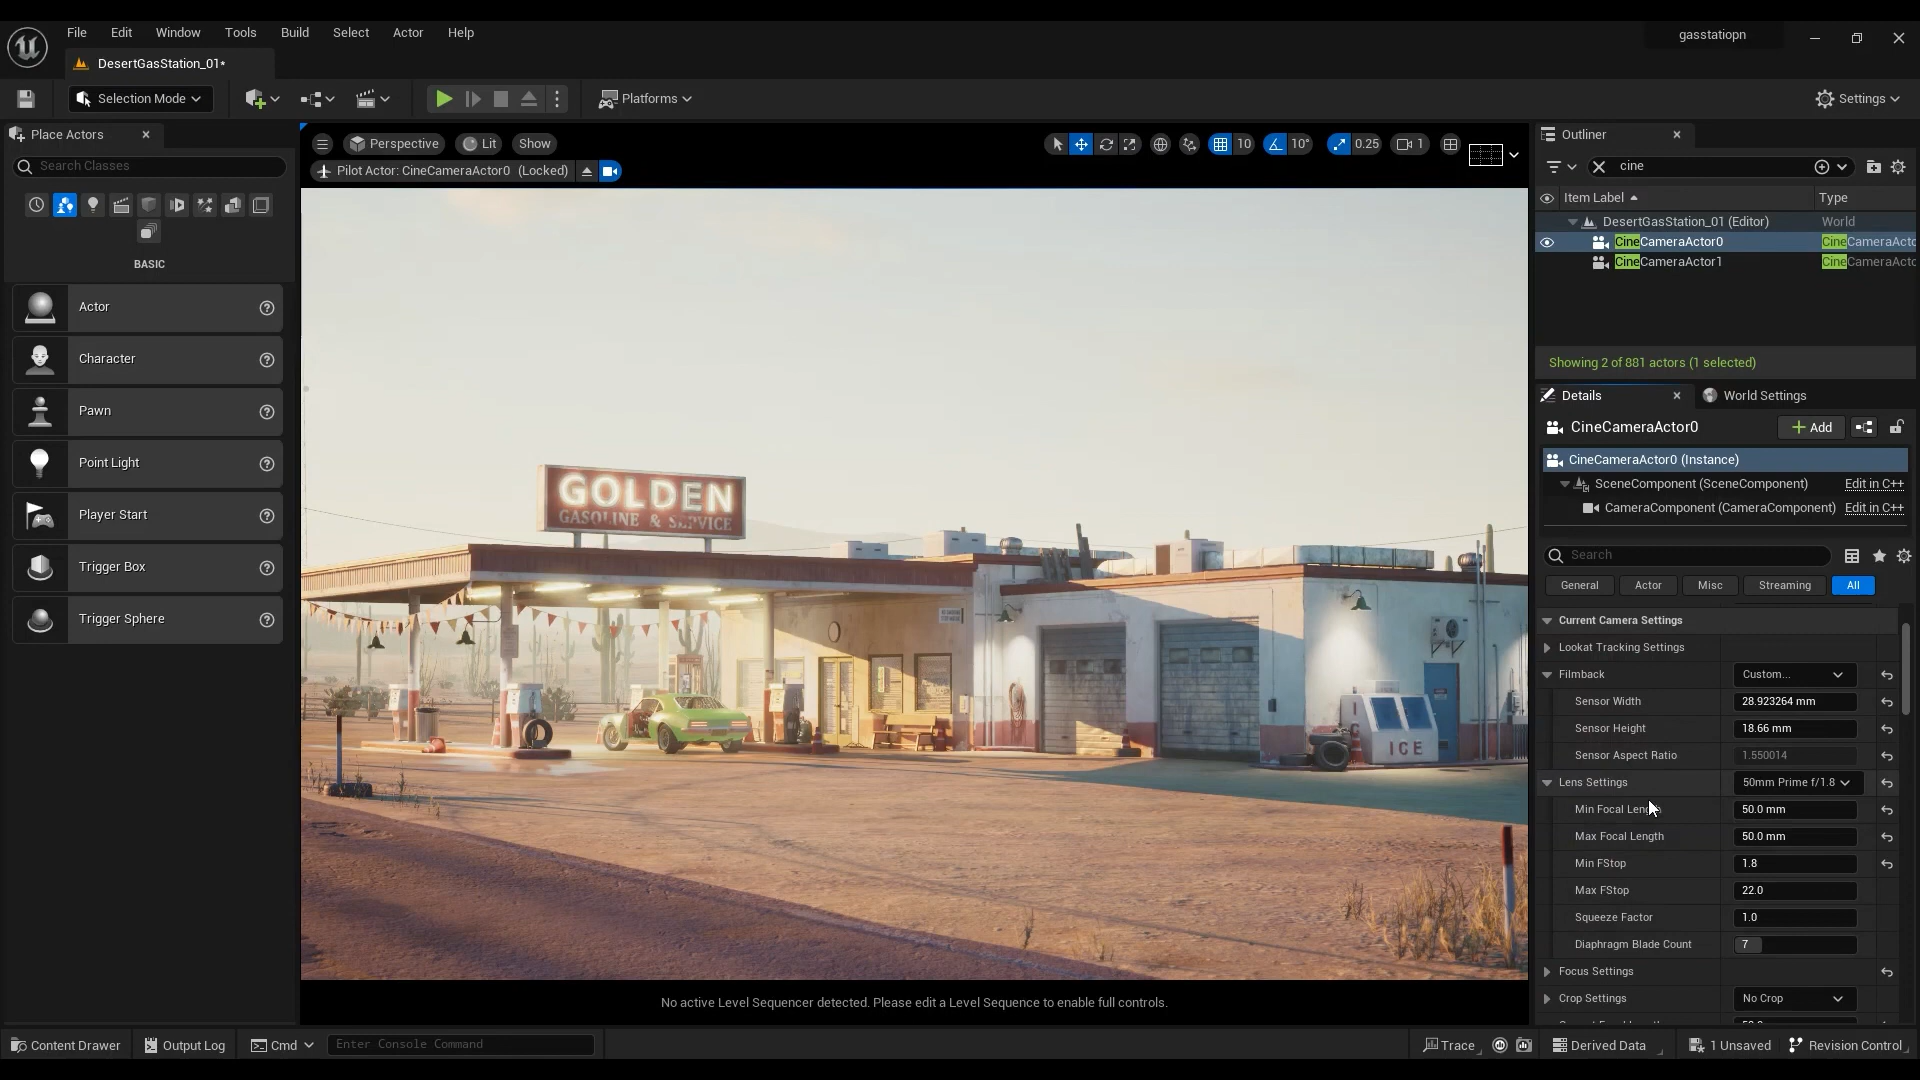 File Edit Window Tools Build Select Actor Help
gasstatiopn
DesertGasStation_01*
Selection Mode
Platforms
Settings
Place Actors
Search Classes
BASIC
Actor
Character
Pawn
Point Light
Player Start
Trigger Box
Trigger Sphere
Perspective
Lit
Show
10
10°
0.25
1
Pilot Actor: CineCameraActor0 (Locked)
GOLDEN
GASOLINE & SERVICE
ICE
No active Level Sequencer detected. Please edit a Level Sequence to enable full controls.
Outliner
cine
Item Label
Type
DesertGasStation_01 (Editor)
World
CineCameraActor0
CineCameraActo
CineCameraActor1
CineCameraActo
Showing 2 of 881 actors (1 selected)
Details
World Settings
CineCameraActor0
Add
CineCameraActor0 (Instance)
SceneComponent (SceneComponent)
Edit in C++
CameraComponent (CameraComponent)
Edit in C++
Search
General
Actor
Misc
Streaming
All
Current Camera Settings
Lookat Tracking Settings
Filmback
Custom...
Sensor Width
28.923264 mm
Sensor Height
18.66 mm
Sensor Aspect Ratio
1.550014
Lens Settings
50mm Prime f/1.8
Min Focal Length
50.0 mm
Max Focal Length
50.0 mm
Min FStop
1.8
Max FStop
22.0
Squeeze Factor
1.0
Diaphragm Blade Count
7
Focus Settings
Crop Settings
No Crop
Content Drawer
Output Log
Cmd
Enter Console Command
Trace
Derived Data
1 Unsaved
Revision Control